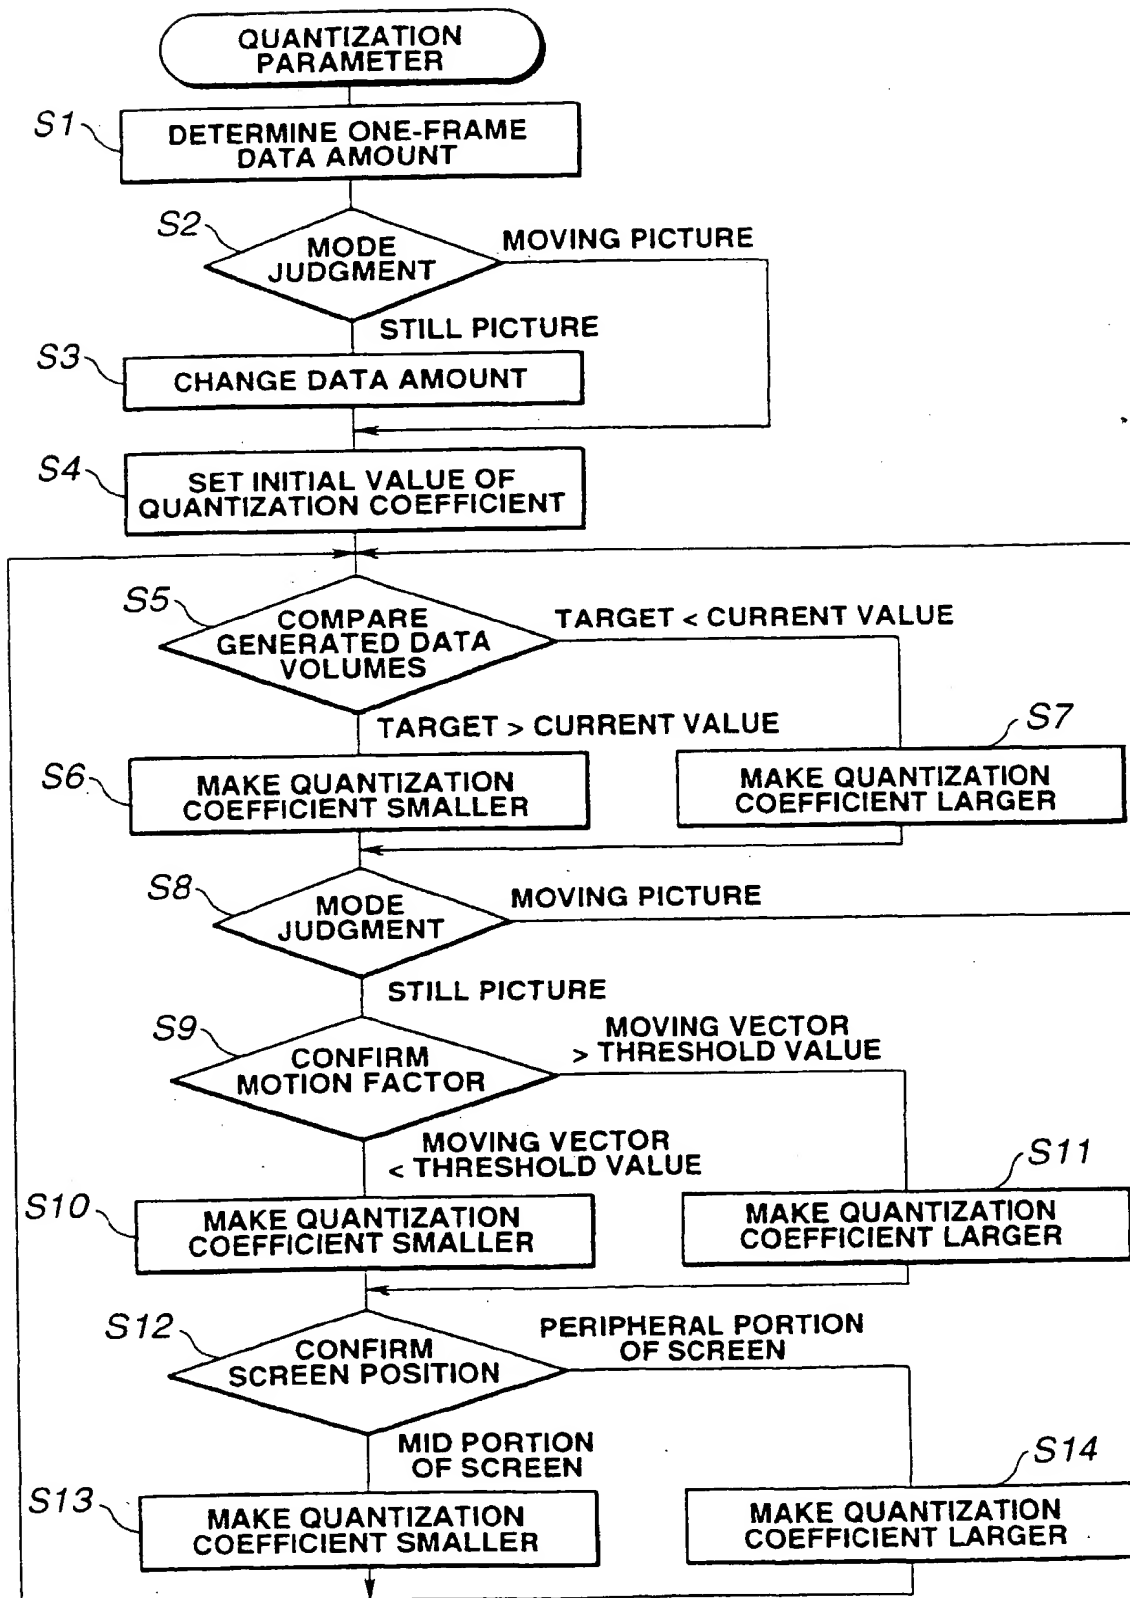 QUANTIZATION
PARAMETER
S1
DETERMINE ONE-FRAME
DATA AMOUNT
S2
MODE
JUDGMENT
MOVING PICTURE
STILL PICTURE
S3
CHANGE DATA AMOUNT
S4
SET INITIAL VALUE OF
QUANTIZATION COEFFICIENT
S5
COMPARE
GENERATED DATA
VOLUMES
TARGET < CURRENT VALUE
TARGET > CURRENT VALUE
S6
MAKE QUANTIZATION
COEFFICIENT SMALLER
S7
MAKE QUANTIZATION
COEFFICIENT LARGER
S8
MODE
JUDGMENT
MOVING PICTURE
STILL PICTURE
S9
CONFIRM
MOTION FACTOR
MOVING VECTOR
> THRESHOLD VALUE
MOVING VECTOR
< THRESHOLD VALUE
S10
MAKE QUANTIZATION
COEFFICIENT SMALLER
S11
MAKE QUANTIZATION
COEFFICIENT LARGER
S12
CONFIRM
SCREEN POSITION
PERIPHERAL PORTION
OF SCREEN
MID PORTION
OF SCREEN
S13
MAKE QUANTIZATION
COEFFICIENT SMALLER
S14
MAKE QUANTIZATION
COEFFICIENT LARGER